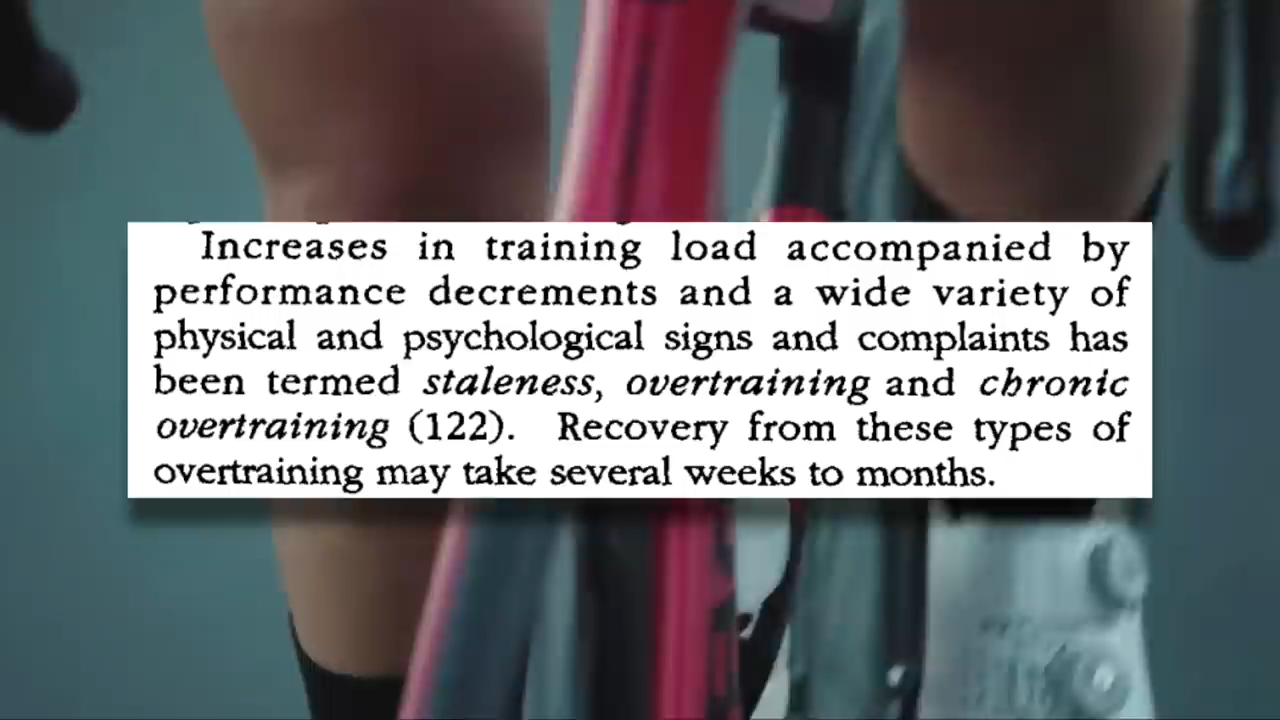 Increases in training load accompanied by
performance decrements and a wide variety of
physical and psychological signs and complaints has
been termed staleness, overtraining and chronic
overtraining (122). Recovery from these types of
overtraining may take several weeks to months.